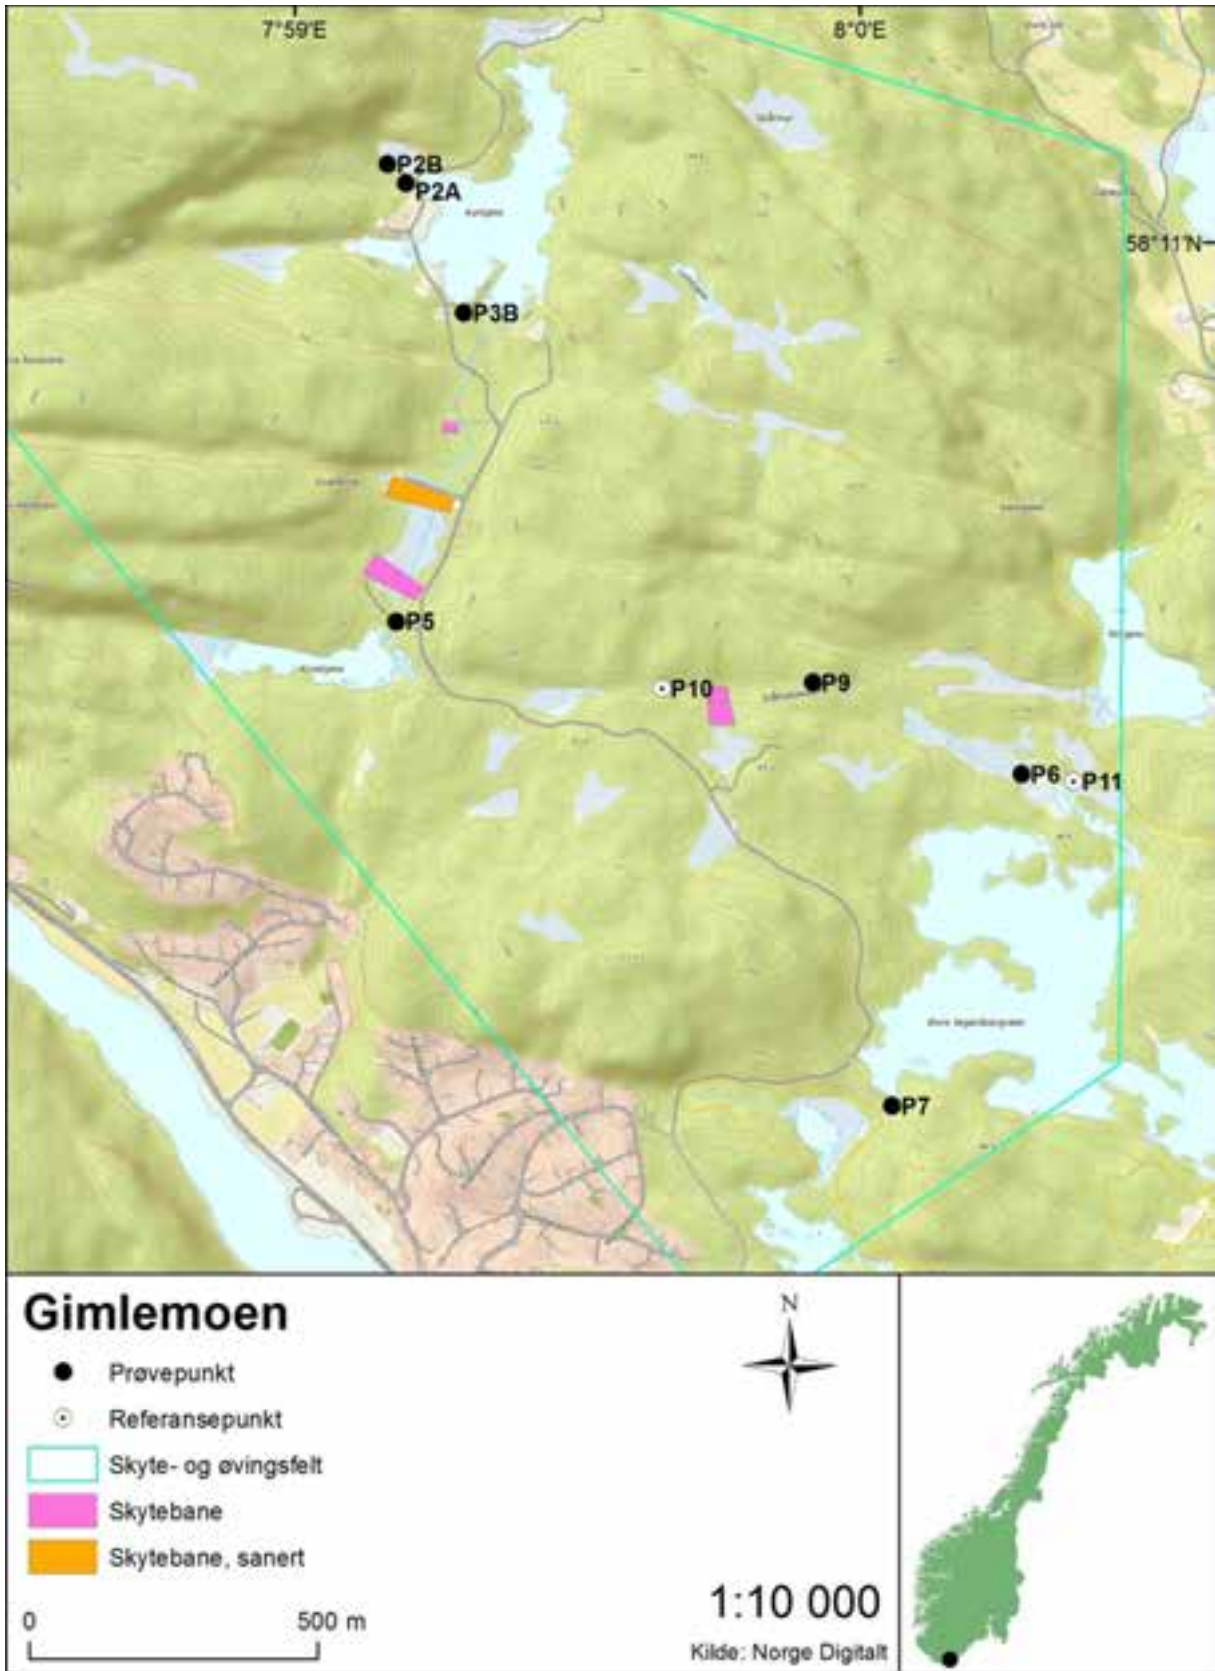 7°59'E
8°0'E
P2B
P2A
58°11'N
P3B
P5
P10
P9
P6
P11
P7
Gimlemoen
N
Prøvepunkt
Referansepunkt
Skyte- og øvingsfelt
Skytebane
Skytebane, sanert
0
500 m
1:10 000
Kilde: Norge Digitalt